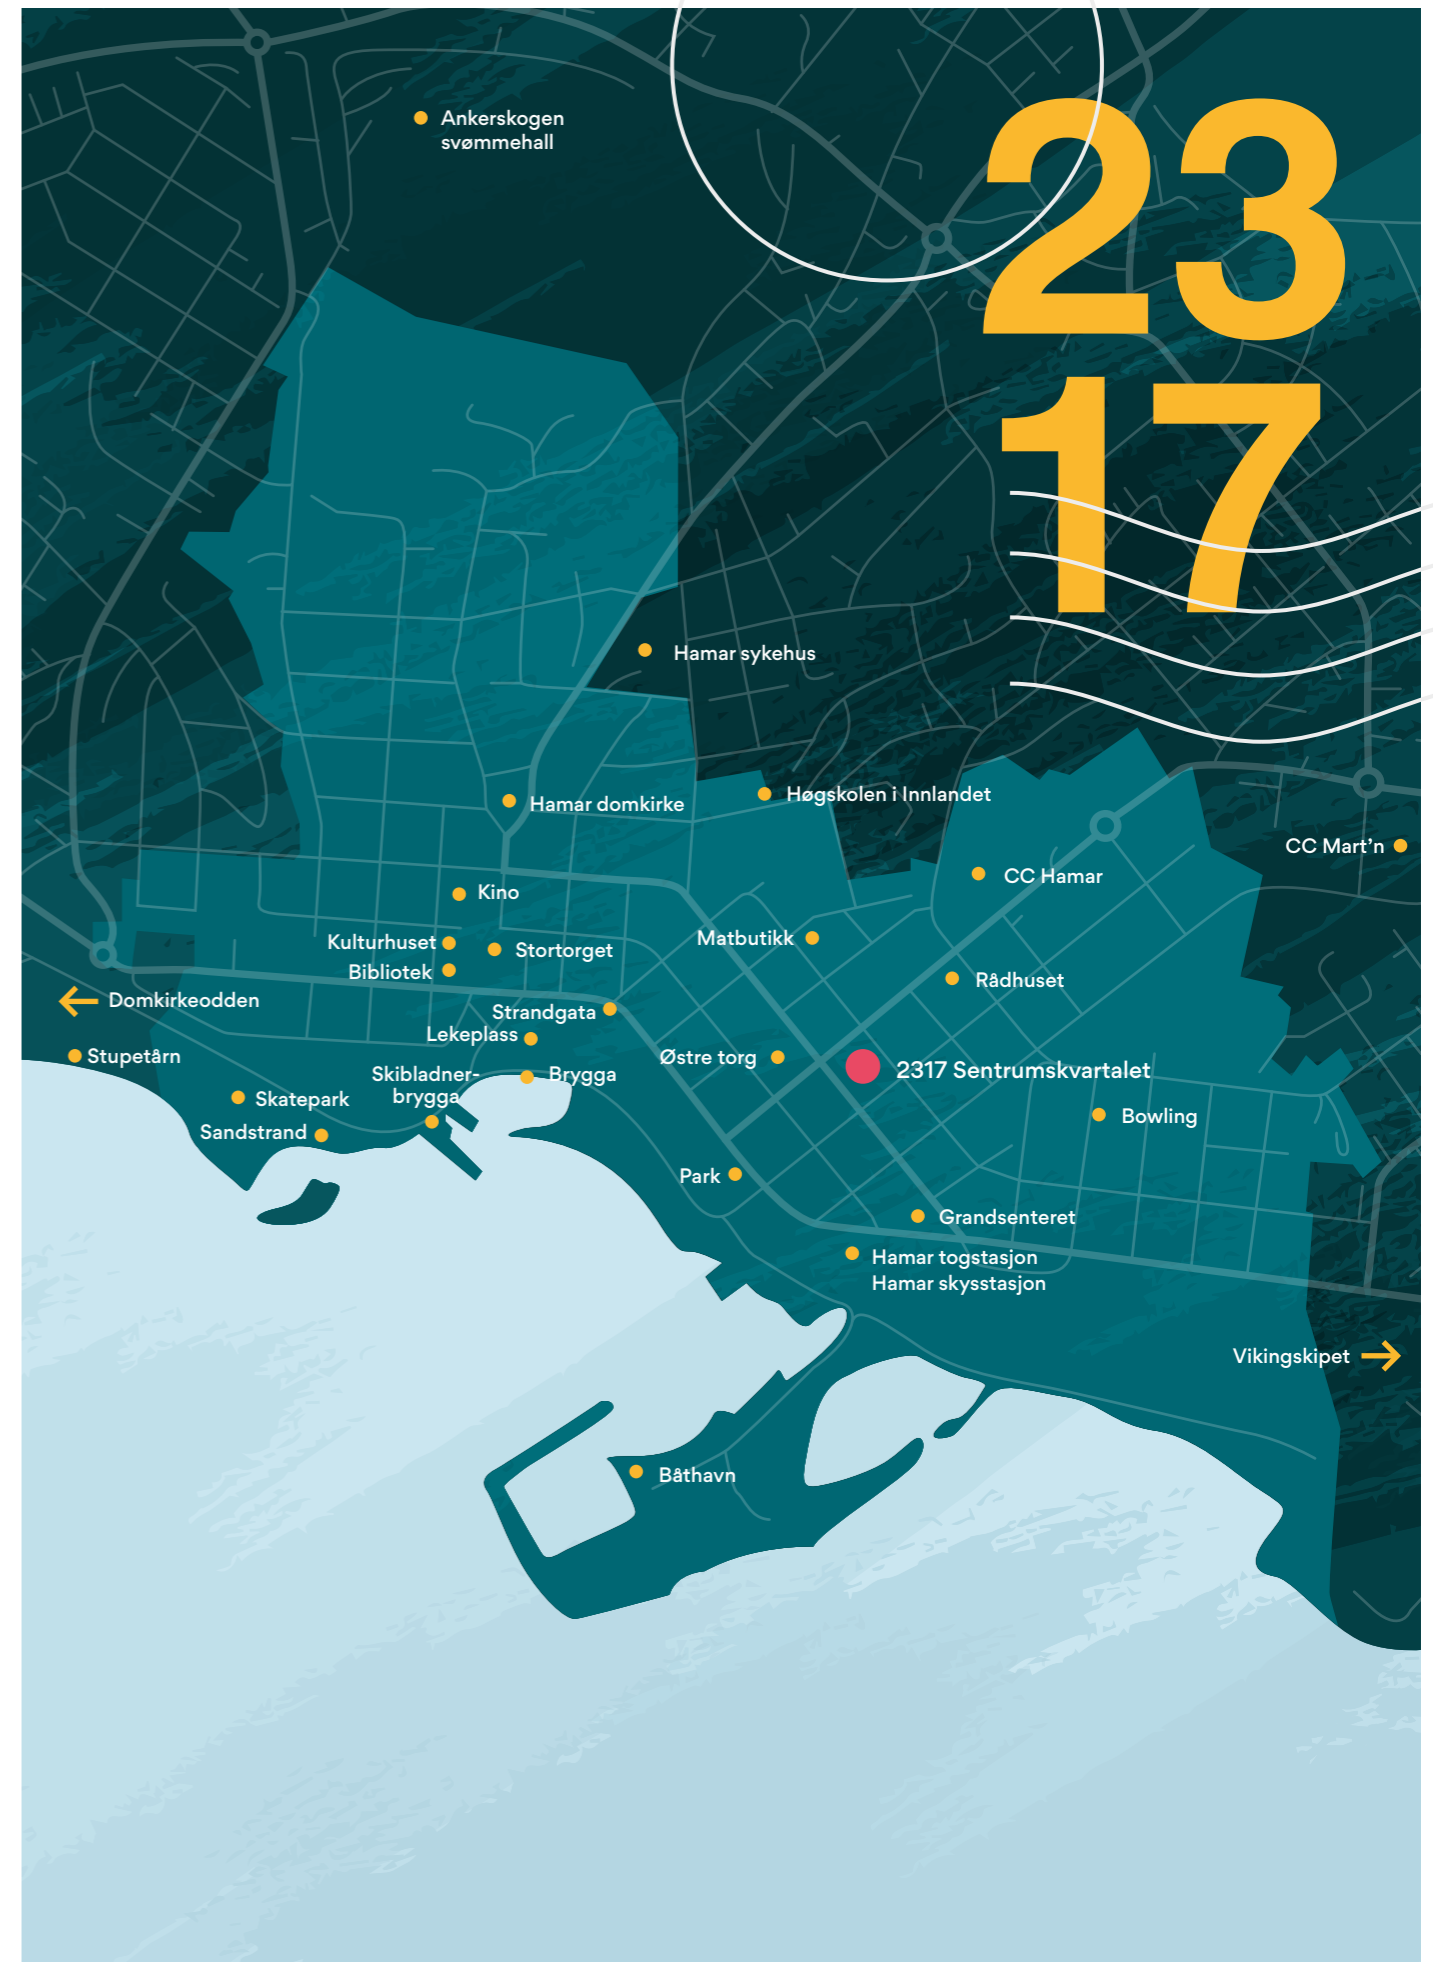 Ankerskogen
svømmehall
23
17
Hamar sykehus
Hamar domkirke
Høgskolen i Innlandet
CC Mart’n
CC Hamar
Kino
Matbutikk
Kulturhuset
Stortorget
Bibliotek
Rådhuset
Domkirkeodden
Strandgata
Lekeplass
Stupetårn
Østre torg
2317 Sentrumskvartalet
Skibladner-
brygga
Brygga
Skatepark
Bowling
Sandstrand
Park
Grandsenteret
Hamar togstasjon
Hamar skysstasjon
Vikingskipet
Båthavn